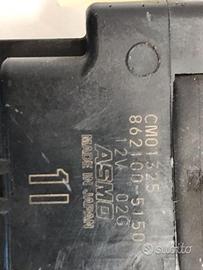 CM01325
862100-5150
12V 02G
ASMO
MADE IN JAPAN
11
subito